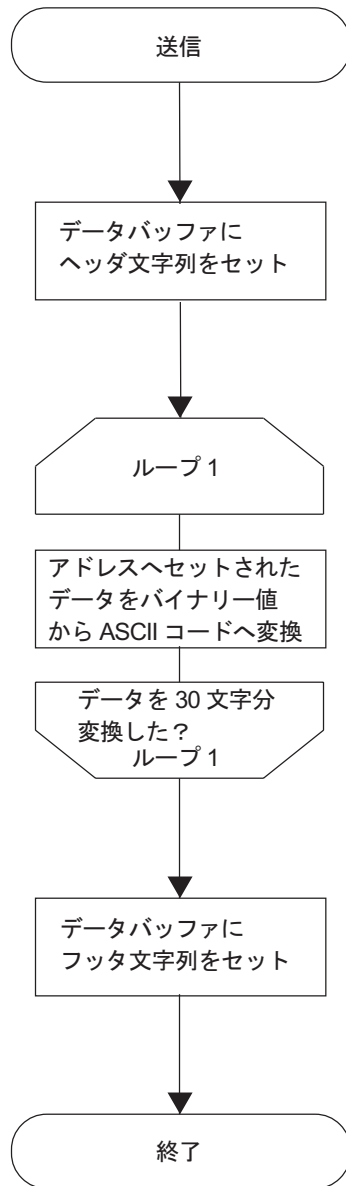 送信
データバッファに
ヘッダ文字列をセット
ループ 1
アドレスへセットされた
データをバイナリー値
から ASCII コードへ変換
データを 30 文字分
変換した？
ループ 1
データバッファに
フッタ文字列をセット
終了